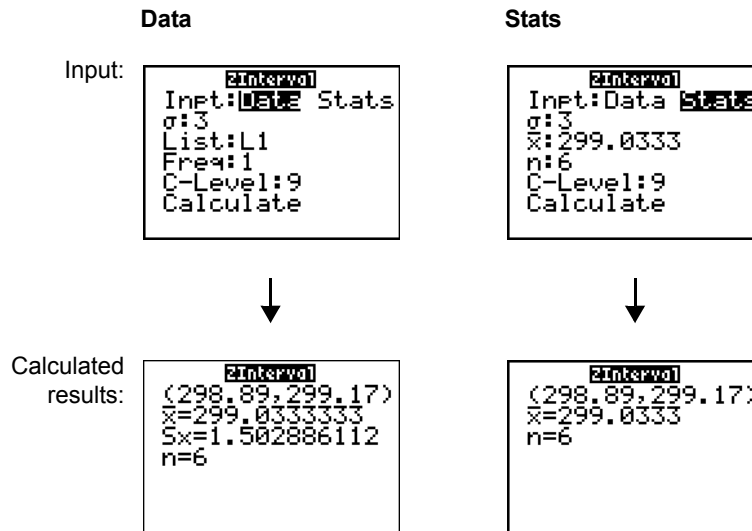 Data
Input:
ZInterval
Inpt:Data Stats
σ:3
List:L1
Freq:1
C-Level:9
Calculate
Stats
ZInterval
Inpt:Data Stats
σ:3
x̄:299.0333
n:6
C-Level:9
Calculate
Calculated
results:
ZInterval
(298.89,299.17)
x̄=299.0333333
Sx=1.502886112
n=6
ZInterval
(298.89,299.17)
x̄=299.0333
n=6